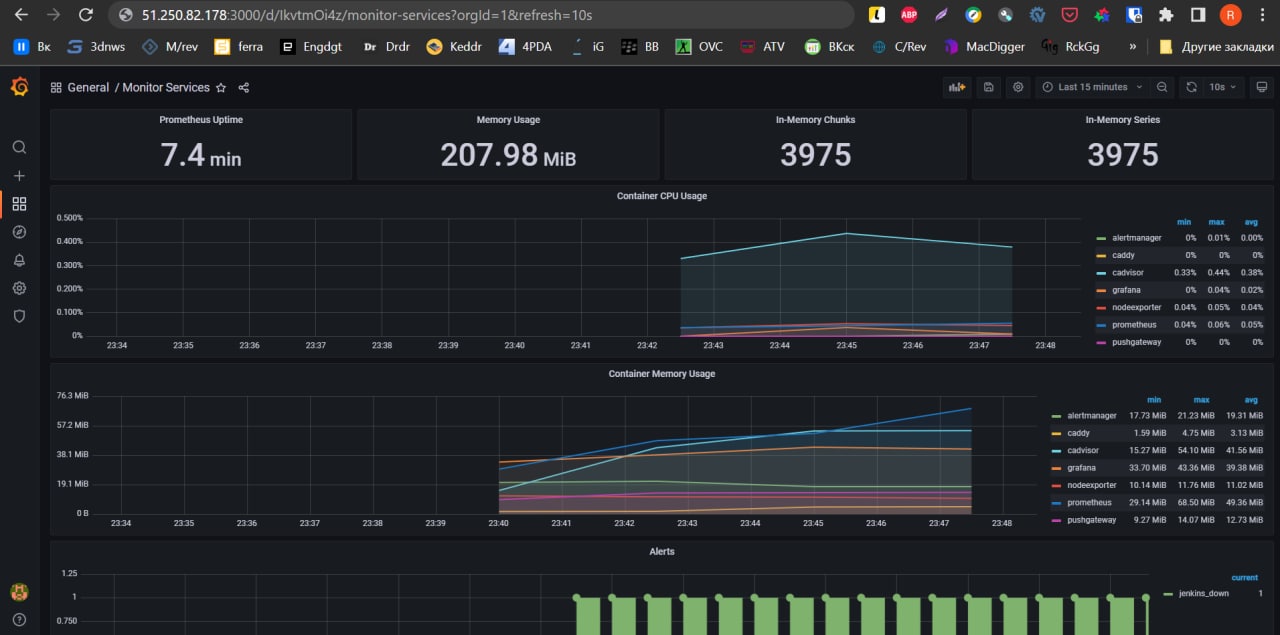 51.250.82.178:3000/d/IkvtmOi4z/monitor-services?orgId=1&refresh=10s
ABP
R
Вк 3dnws M/rev ferra Engdgt Dr Drdr Keddr 4PDA iG BB OVC ATV ВКск C/Rev MacDigger Gig RckGg » Другие закладки
General / Monitor Services
Last 15 minutes 10s
Prometheus Uptime
7.4 min
Memory Usage
207.98 MiB
In-Memory Chunks
3975
In-Memory Series
3975
Container CPU Usage
0.500%
0.400%
0.300%
0.200%
0.100%
0%
23:34 23:35 23:36 23:37 23:38 23:39 23:40 23:41 23:42 23:43 23:44 23:45 23:46 23:47 23:48
min max avg
alertmanager 0% 0.01% 0.00%
caddy 0% 0% 0%
cadvisor 0.33% 0.44% 0.38%
grafana 0% 0.04% 0.02%
nodeexporter 0.04% 0.05% 0.04%
prometheus 0.04% 0.06% 0.05%
pushgateway 0% 0% 0%
Container Memory Usage
76.3 MiB
57.2 MiB
38.1 MiB
19.1 MiB
0 B
23:34 23:35 23:36 23:37 23:38 23:39 23:40 23:41 23:42 23:43 23:44 23:45 23:46 23:47 23:48
min max avg
alertmanager 17.73 MiB 21.23 MiB 19.31 MiB
caddy 1.59 MiB 4.75 MiB 3.13 MiB
cadvisor 15.27 MiB 54.10 MiB 41.56 MiB
grafana 33.70 MiB 43.36 MiB 39.38 MiB
nodeexporter 10.14 MiB 11.76 MiB 11.02 MiB
prometheus 29.14 MiB 68.50 MiB 49.36 MiB
pushgateway 9.27 MiB 14.07 MiB 12.73 MiB
Alerts
1.25
1
0.750
current
jenkins_down 1